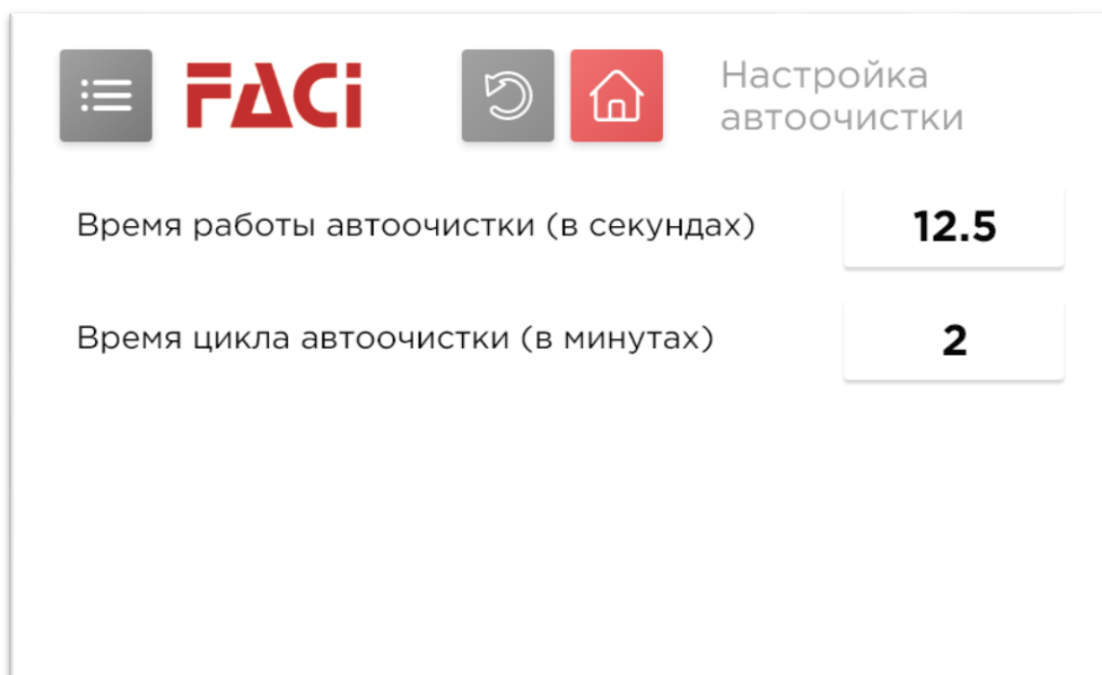 FACi
Настройка
автоочистки
Время работы автоочистки (в секундах)
12.5
Время цикла автоочистки (в минутах)
2